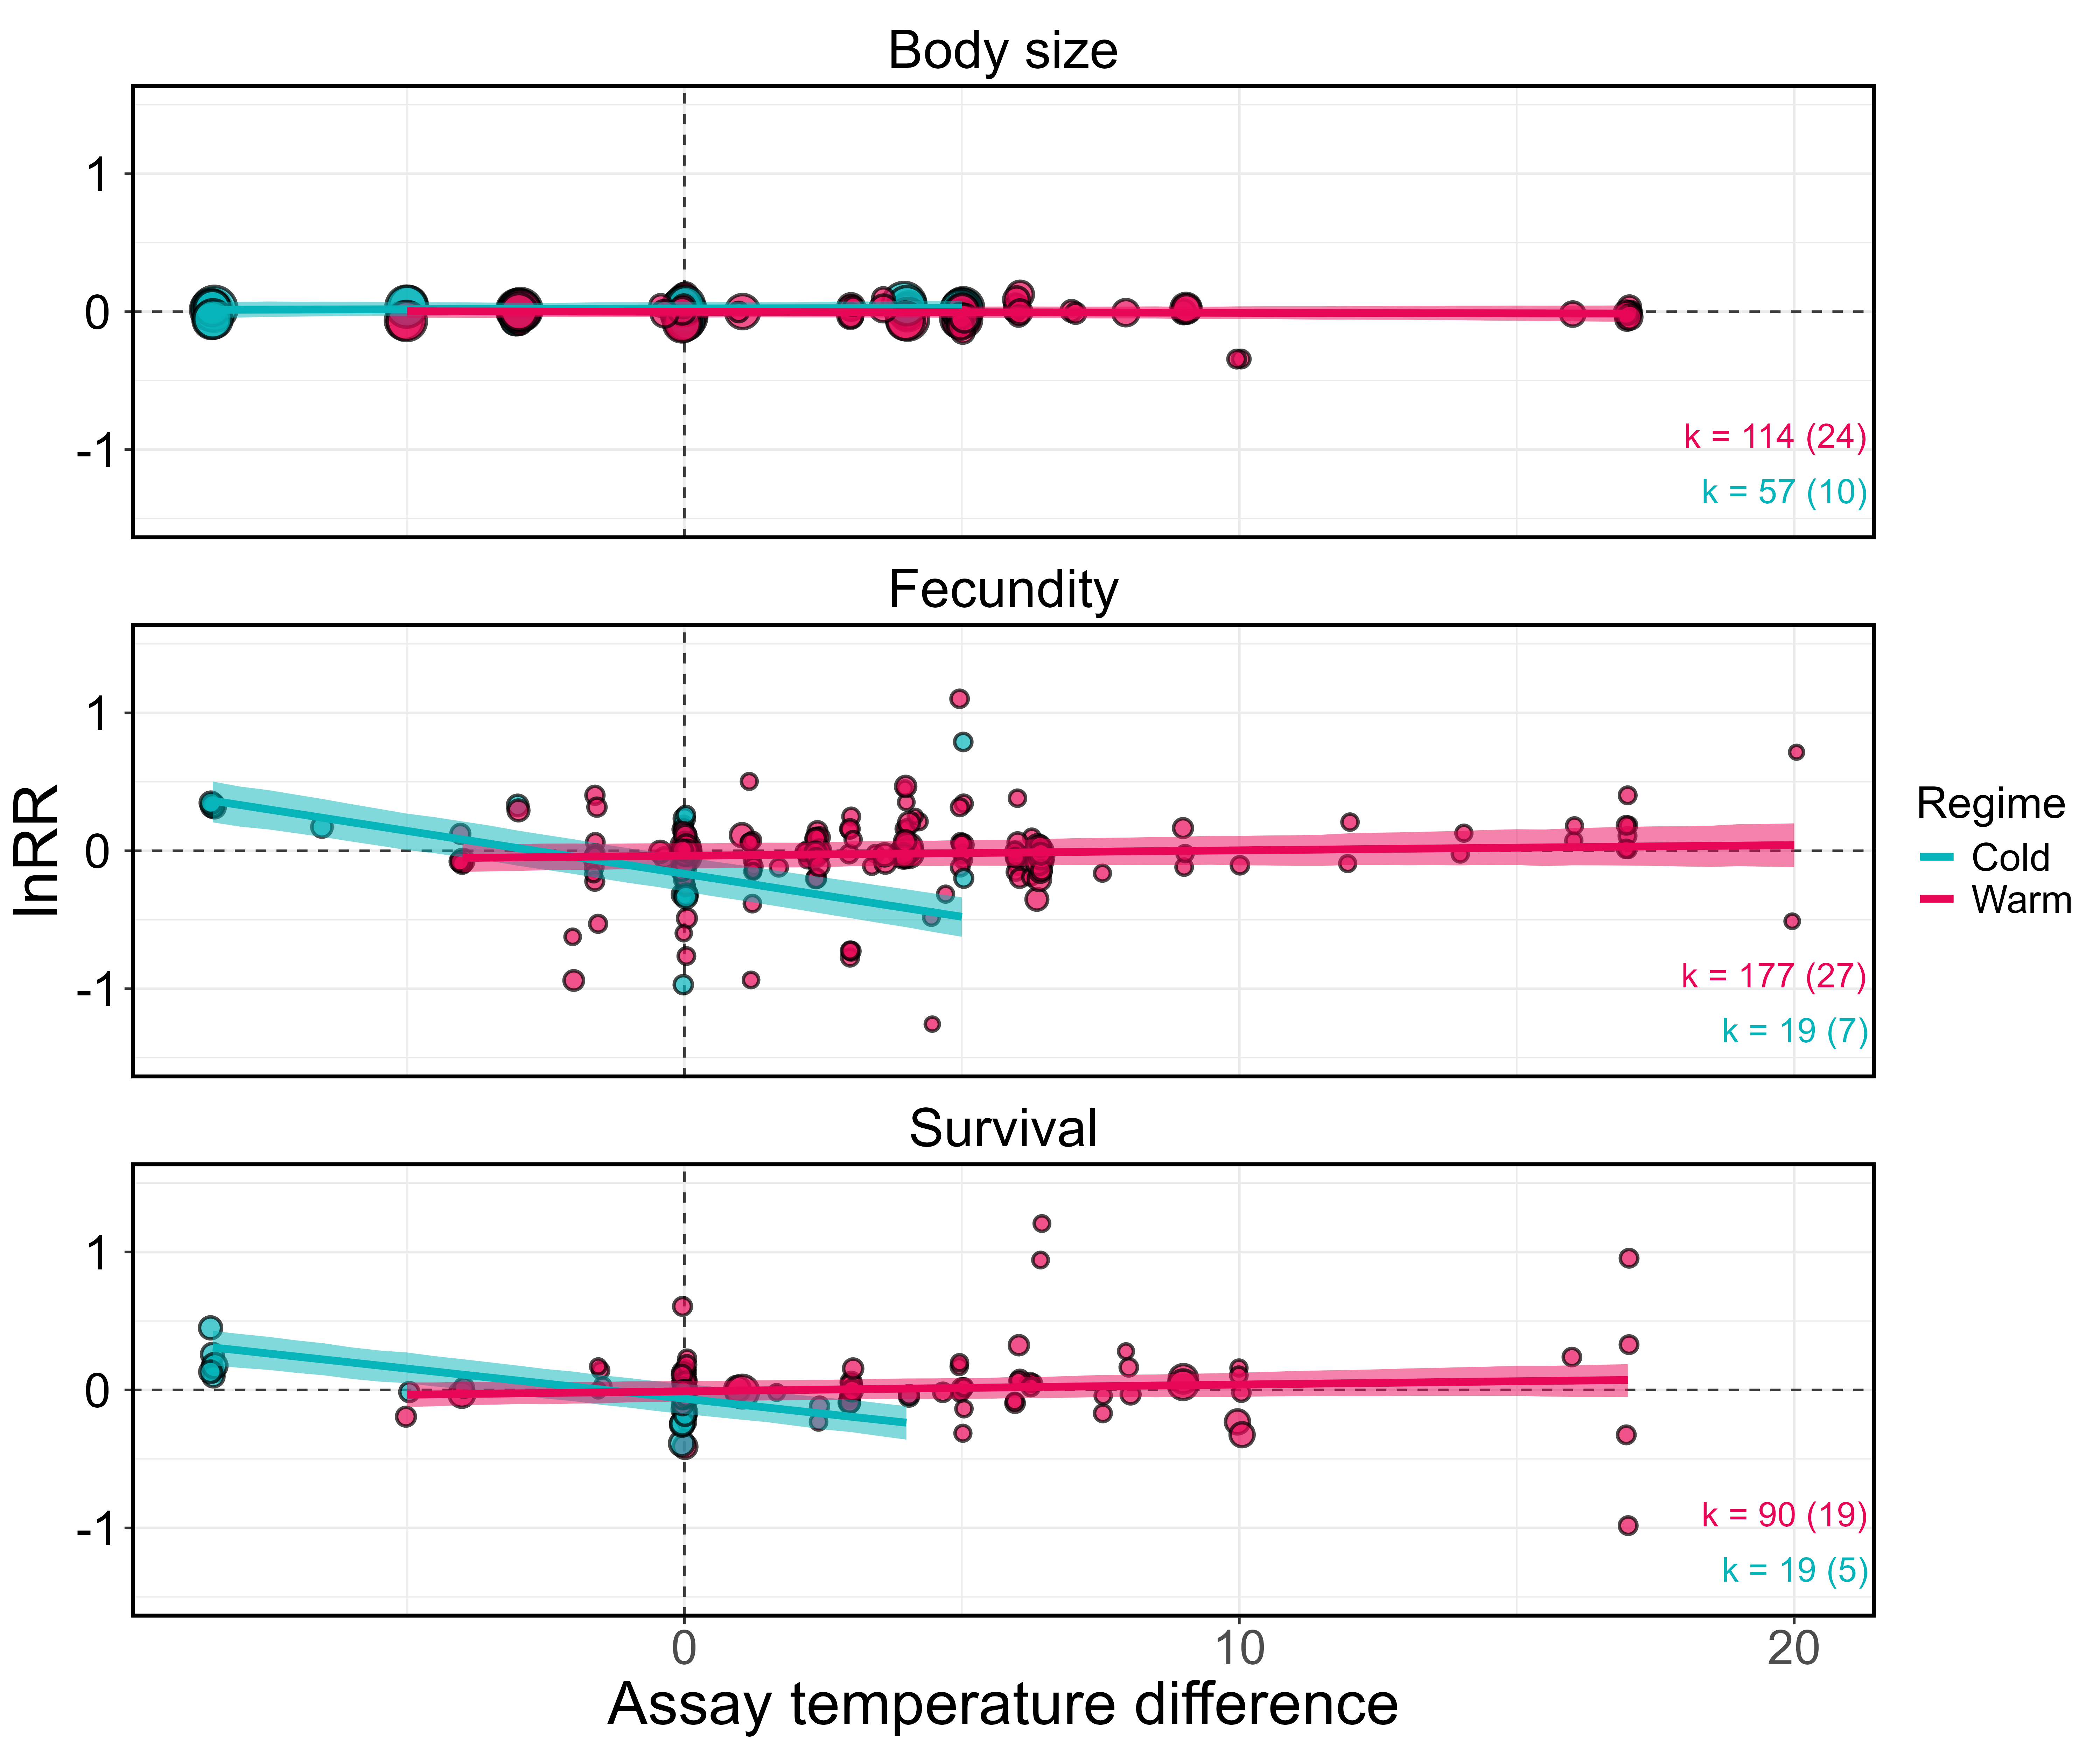 Body size
1
0
-1
k = 114 (24)
k = 57 (10)
Fecundity
1
0
-1
k = 177 (27)
k = 19 (7)
Survival
1
0
-1
k = 90 (19)
k = 19 (5)
0 10 20
Assay temperature difference
lnRR
Regime
Cold
Warm